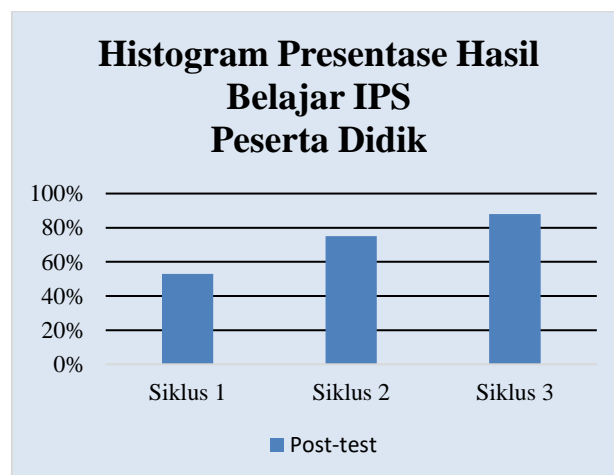 Histogram Presentase Hasil
Belajar IPS
Peserta Didik
100%
80%
60%
40%
20%
0%
Siklus 1 Siklus 2 Siklus 3
Post-test